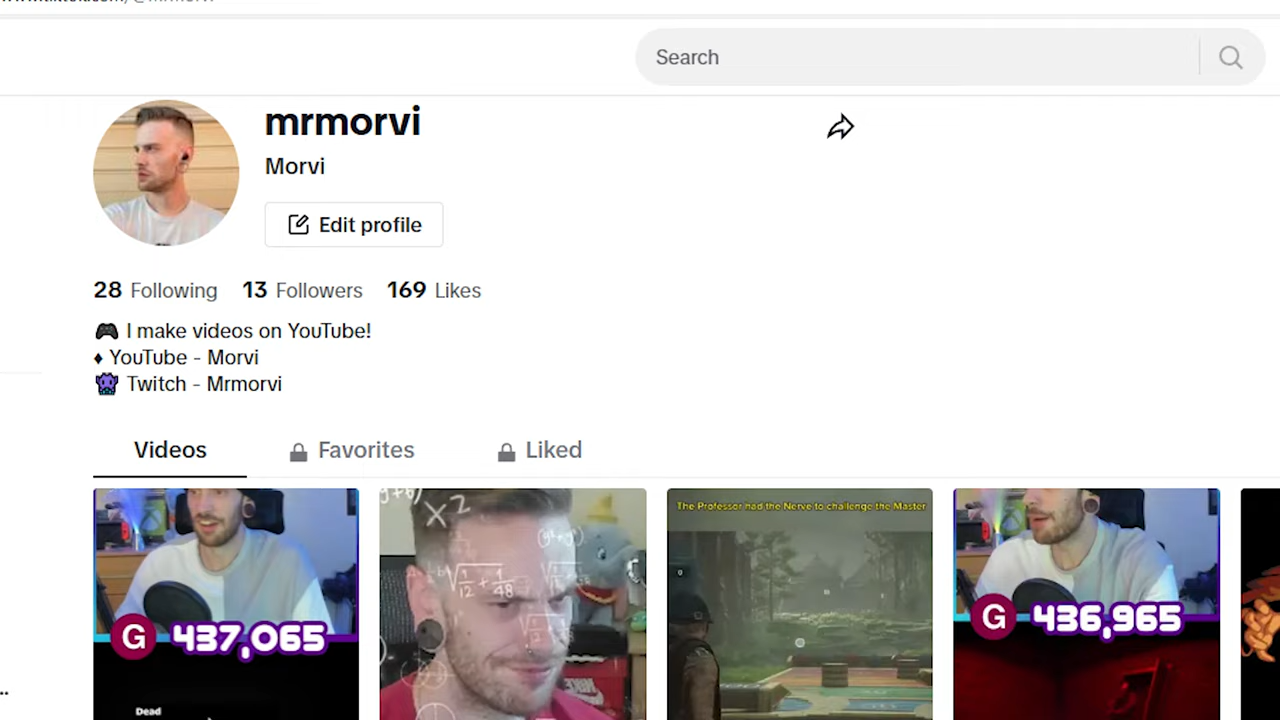 Search
mrmorvi
Morvi
Edit profile
28 Following 13 Followers 169 Likes
🎮 I make videos on YouTube!
♦ YouTube - Morvi
👾 Twitch - Mrmorvi
Videos Favorites Liked
The Professor had the Nerve to challenge the Master
G 437,065
G 436,965
Dead